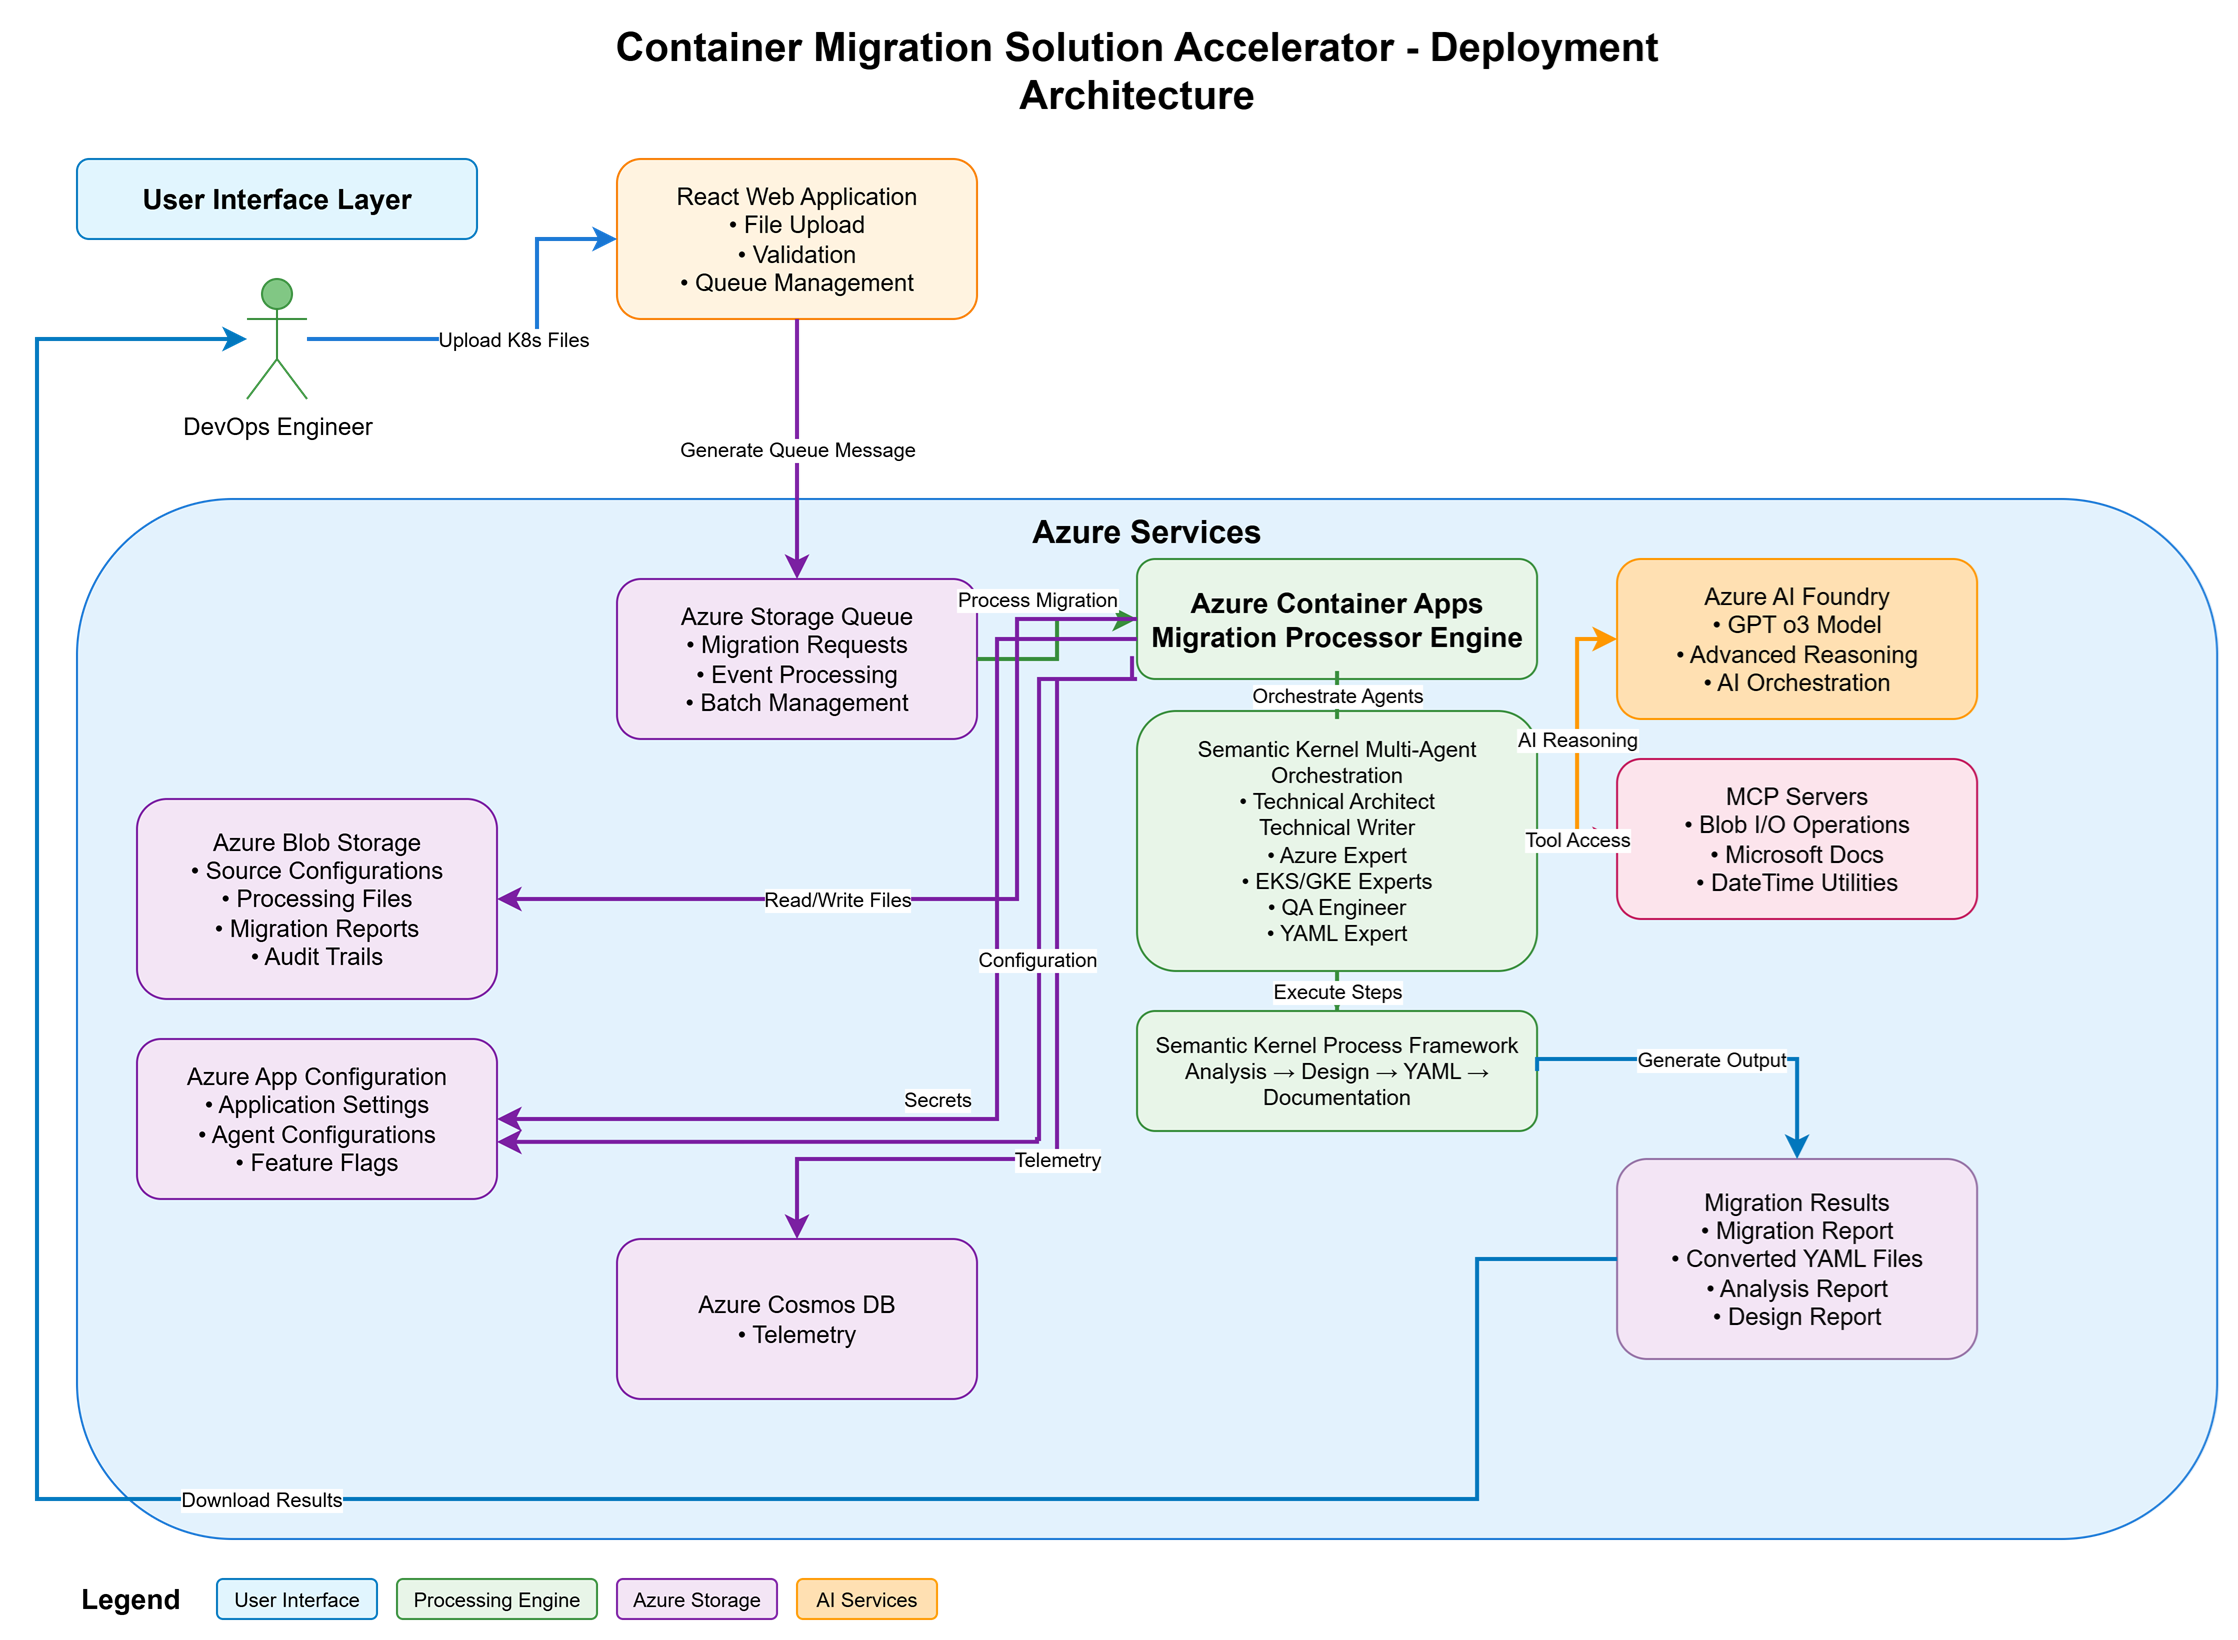 Container Migration Solution Accelerator - Deployment
Architecture
User Interface Layer
React Web Application
• File Upload
• Validation
• Queue Management
Upload K8s Files
DevOps Engineer
Generate Queue Message
Azure Services
Azure Storage Queue
• Migration Requests
• Event Processing
• Batch Management
Process Migration
Azure Container Apps
Migration Processor Engine
Orchestrate Agents
Azure AI Foundry
• GPT o3 Model
• Advanced Reasoning
• AI Orchestration
AI Reasoning
Semantic Kernel Multi-Agent
Orchestration
• Technical Architect
Technical Writer
• Azure Expert
• EKS/GKE Experts
• QA Engineer
• YAML Expert
Tool Access
MCP Servers
• Blob I/O Operations
• Microsoft Docs
• DateTime Utilities
Azure Blob Storage
• Source Configurations
• Processing Files
• Migration Reports
• Audit Trails
Read/Write Files
Configuration
Execute Steps
Semantic Kernel Process Framework
Analysis → Design → YAML →
Documentation
Generate Output
Azure App Configuration
• Application Settings
• Agent Configurations
• Feature Flags
Secrets
Telemetry
Azure Cosmos DB
• Telemetry
Migration Results
• Migration Report
• Converted YAML Files
• Analysis Report
• Design Report
Download Results
Legend
User Interface
Processing Engine
Azure Storage
AI Services